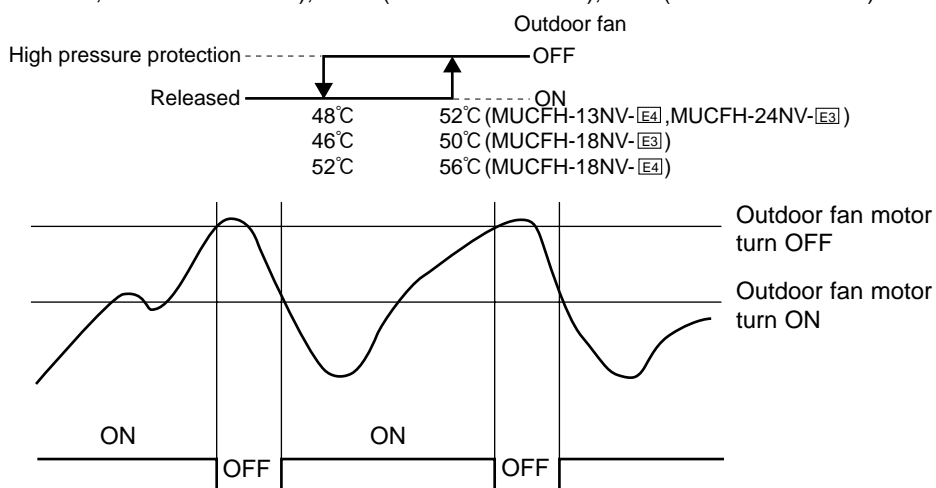 Outdoor fan
High pressure protection OFF
Released ON
48℃ 52℃ (MUCFH-13NV- E4 ,MUCFH-24NV- E3 )
46℃ 50℃ (MUCFH-18NV- E3 )
52℃ 56℃ (MUCFH-18NV- E4 )
Outdoor fan motor
turn OFF
Outdoor fan motor
turn ON
ON ON
OFF OFF